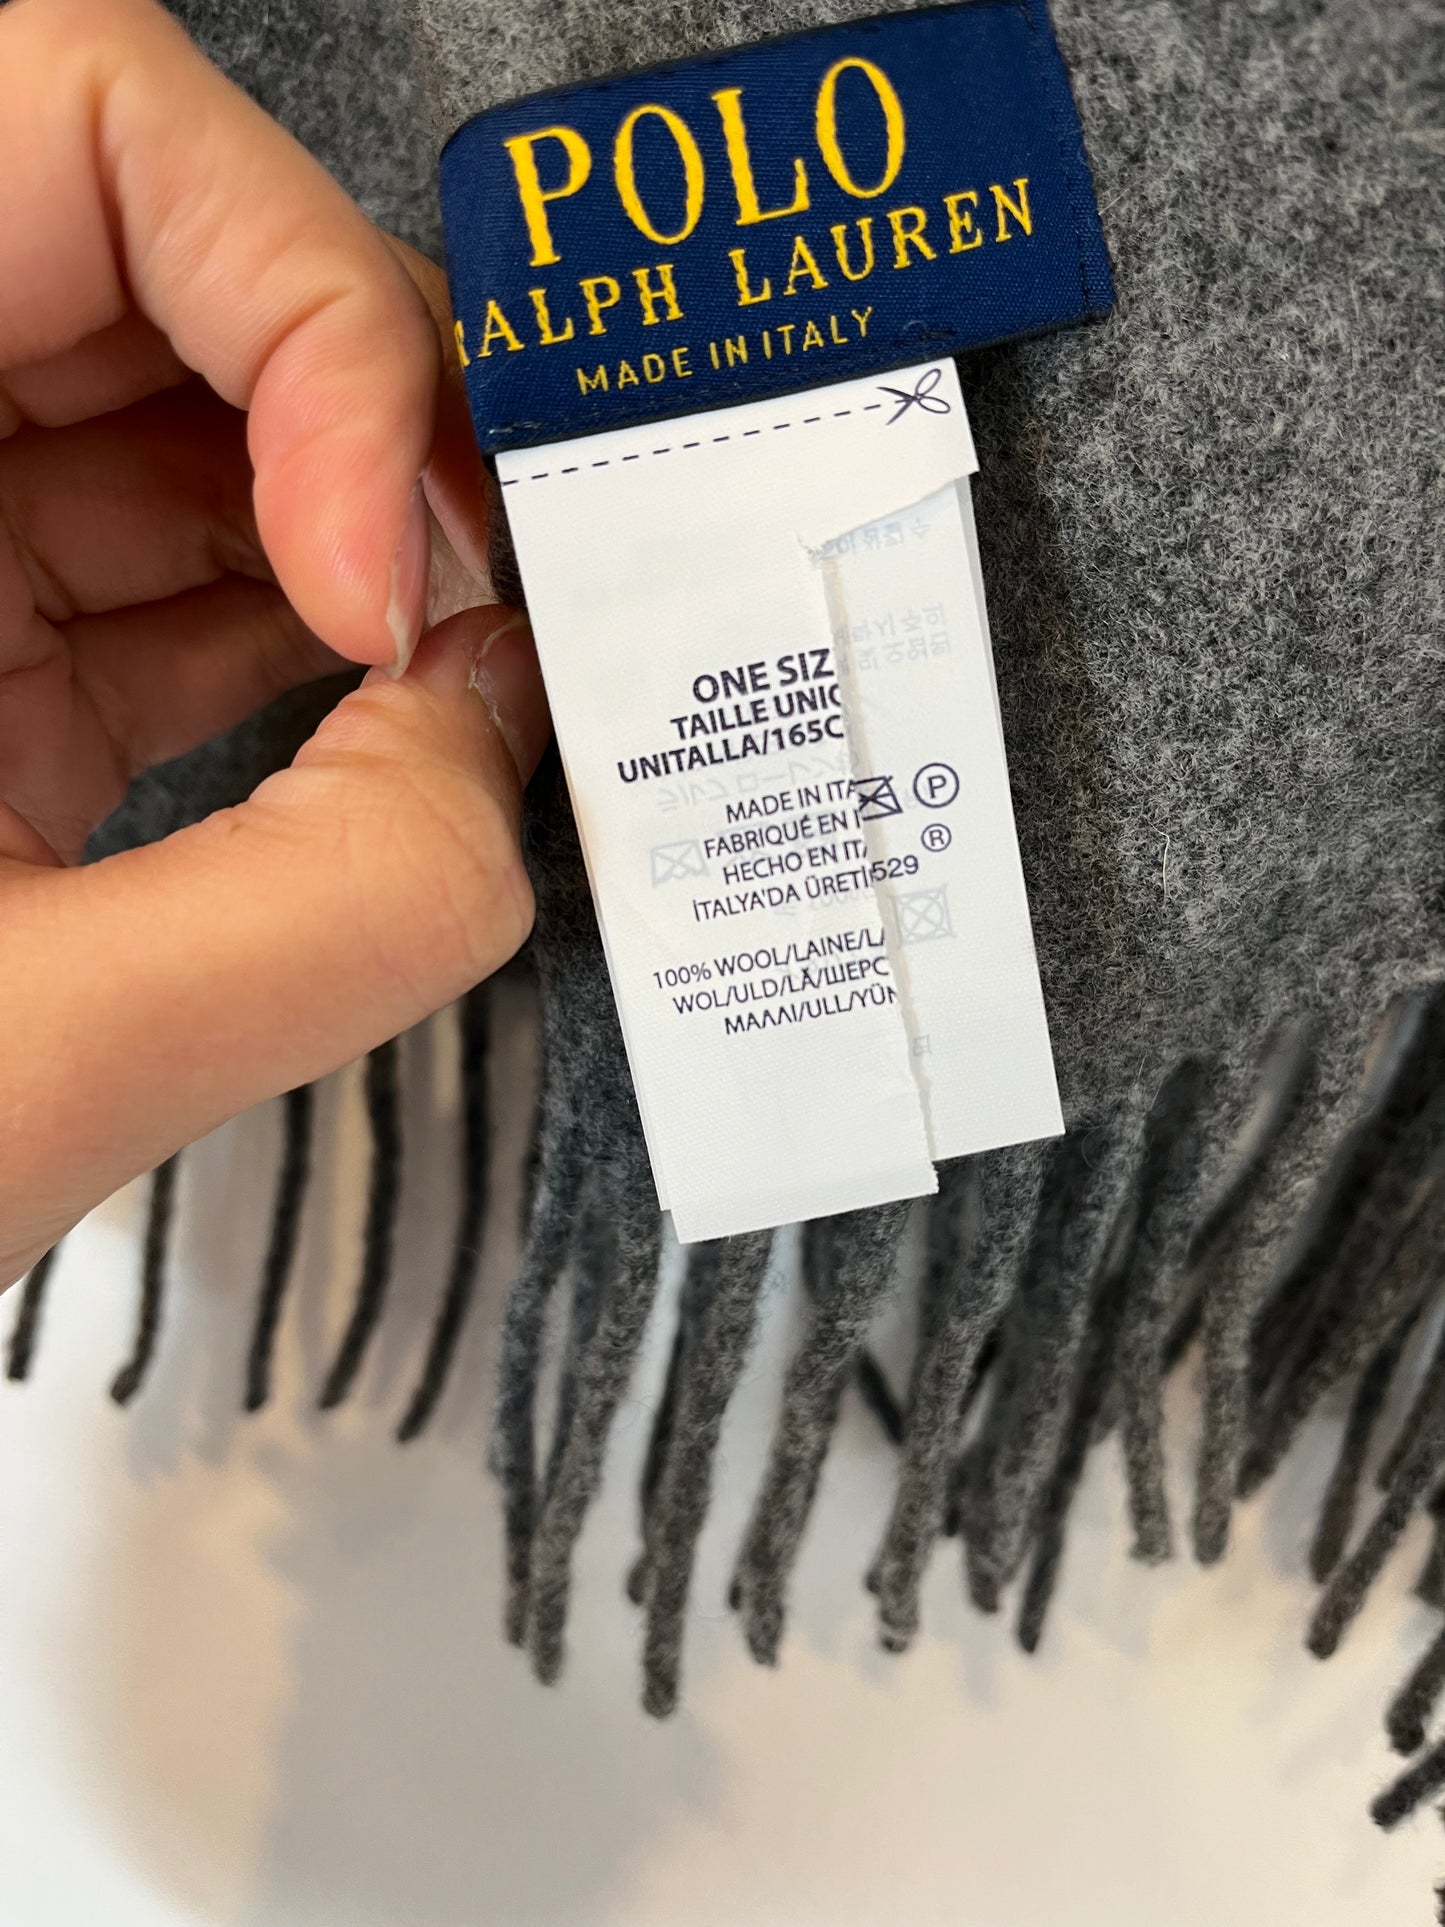 POLO
RALPH LAUREN
MADE IN ITALY
ONE SIZ
TAILLE UNIQ
UNITALLA/165C
MADE IN ITA
P
FABRIQUÉ EN I
HECHO EN ITA
®
İTALYA'DA ÜRETİ
529
100% WOOL/LAINE/LA
WOL/ULD/LÃ/ШЕРС
ΜΑΛΛΙ/ULL/YÜN